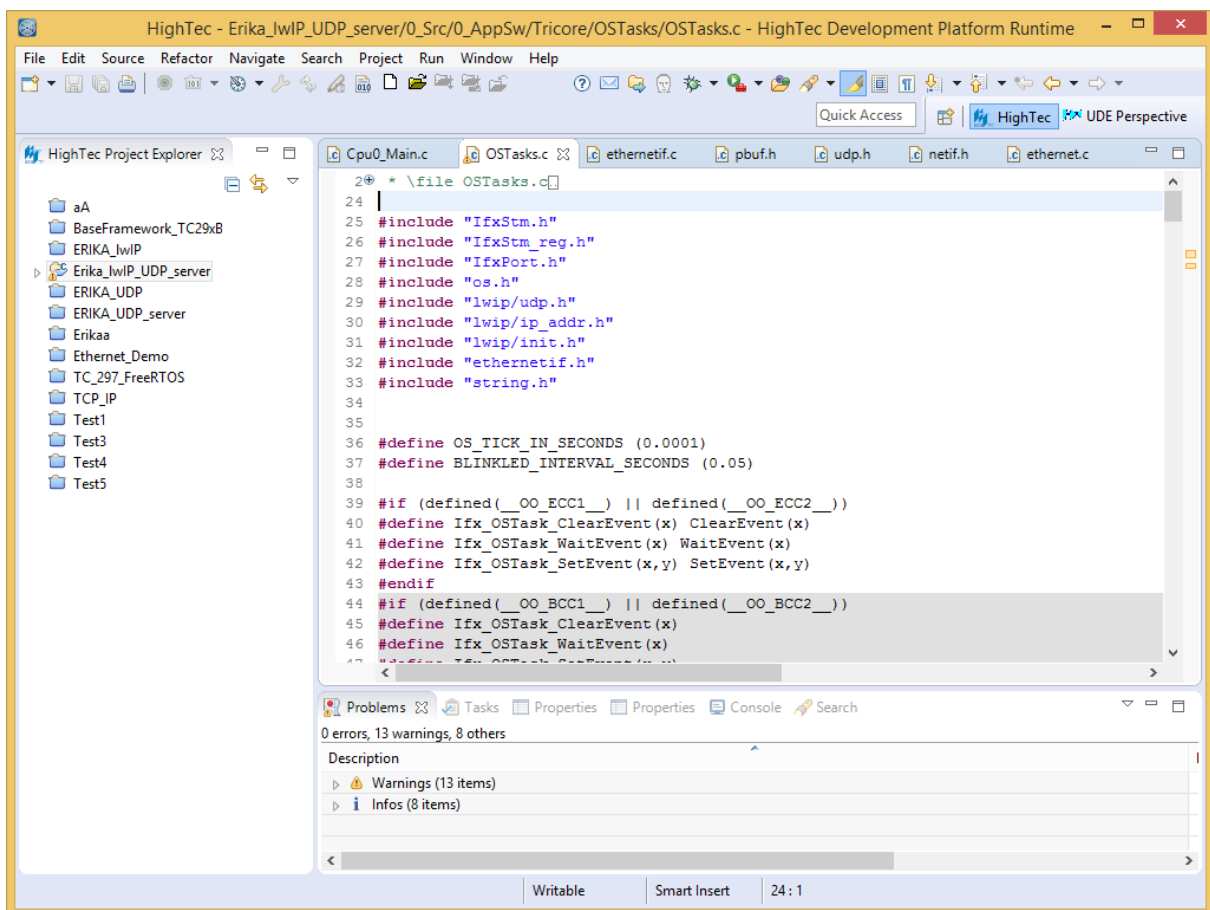 HighTec - Erika_lwIP_UDP_server/0_Src/0_AppSw/Tricore/OSTasks/OSTasks.c - HighTec Development Platform Runtime
File Edit Source Refactor Navigate Search Project Run Window Help
Quick Access HighTec UDE Perspective
HighTec Project Explorer
aA
BaseFramework_TC29xB
ERIKA_lwIP
Erika_lwIP_UDP_server
ERIKA_UDP
ERIKA_UDP_server
Erikaa
Ethernet_Demo
TC_297_FreeRTOS
TCP_IP
Test1
Test3
Test4
Test5
Cpu0_Main.c OSTasks.c ethernetif.c pbuf.h udp.h netif.h ethernet.c
2 * \file OSTasks.c
24
25 #include "IfxStm.h"
26 #include "IfxStm_reg.h"
27 #include "IfxPort.h"
28 #include "os.h"
29 #include "lwip/udp.h"
30 #include "lwip/ip_addr.h"
31 #include "lwip/init.h"
32 #include "ethernetif.h"
33 #include "string.h"
34
35
36 #define OS_TICK_IN_SECONDS (0.0001)
37 #define BLINKLED_INTERVAL_SECONDS (0.05)
38
39 #if (defined(__OO_ECC1__) || defined(__OO_ECC2__))
40 #define Ifx_OSTask_ClearEvent(x) ClearEvent(x)
41 #define Ifx_OSTask_WaitEvent(x) WaitEvent(x)
42 #define Ifx_OSTask_SetEvent(x,y) SetEvent(x,y)
43 #endif
44 #if (defined(__OO_BCC1__) || defined(__OO_BCC2__))
45 #define Ifx_OSTask_ClearEvent(x)
46 #define Ifx_OSTask_WaitEvent(x)
Problems Tasks Properties Properties Console Search
0 errors, 13 warnings, 8 others
Description
Warnings (13 items)
Infos (8 items)
Writable Smart Insert 24 : 1